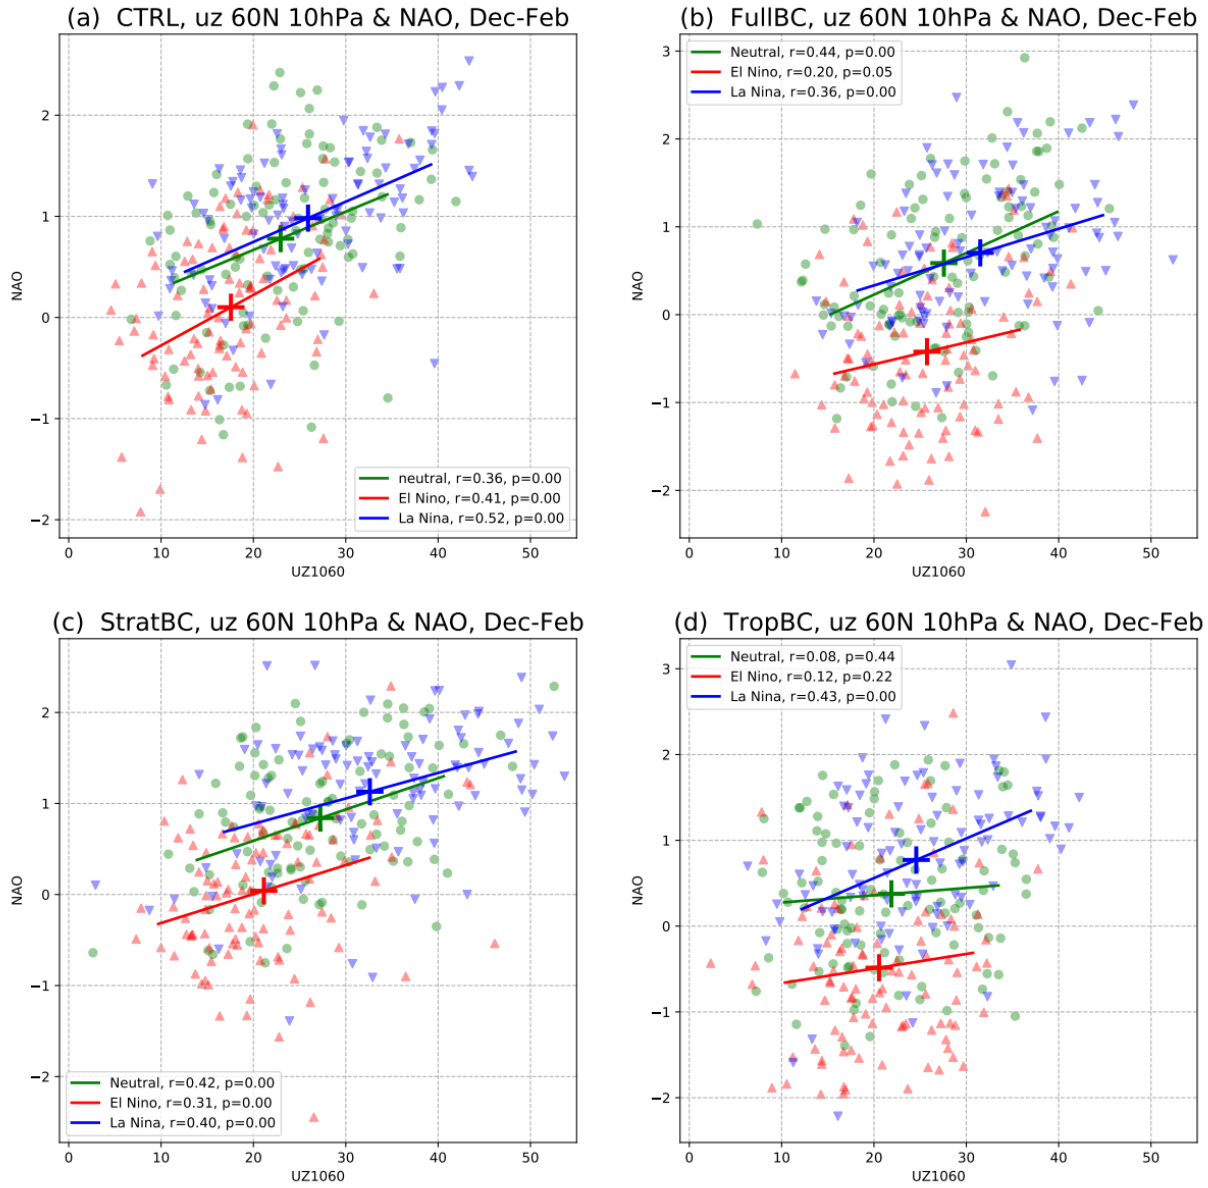 (a) CTRL, uz 60N 10hPa & NAO, Dec-Feb
2
1
0
−1
−2
NAO
neutral, r=0.36, p=0.00
El Nino, r=0.41, p=0.00
La Nina, r=0.52, p=0.00
0 10 20 30 40 50
UZ1060
(b) FullBC, uz 60N 10hPa & NAO, Dec-Feb
Neutral, r=0.44, p=0.00
El Nino, r=0.20, p=0.05
La Nina, r=0.36, p=0.00
3
2
1
0
−1
−2
NAO
0 10 20 30 40 50
UZ1060
(c) StratBC, uz 60N 10hPa & NAO, Dec-Feb
2
1
0
−1
−2
NAO
Neutral, r=0.42, p=0.00
El Nino, r=0.31, p=0.00
La Nina, r=0.40, p=0.00
0 10 20 30 40 50
UZ1060
(d) TropBC, uz 60N 10hPa & NAO, Dec-Feb
Neutral, r=0.08, p=0.44
El Nino, r=0.12, p=0.22
La Nina, r=0.43, p=0.00
3
2
1
0
−1
−2
NAO
0 10 20 30 40 50
UZ1060